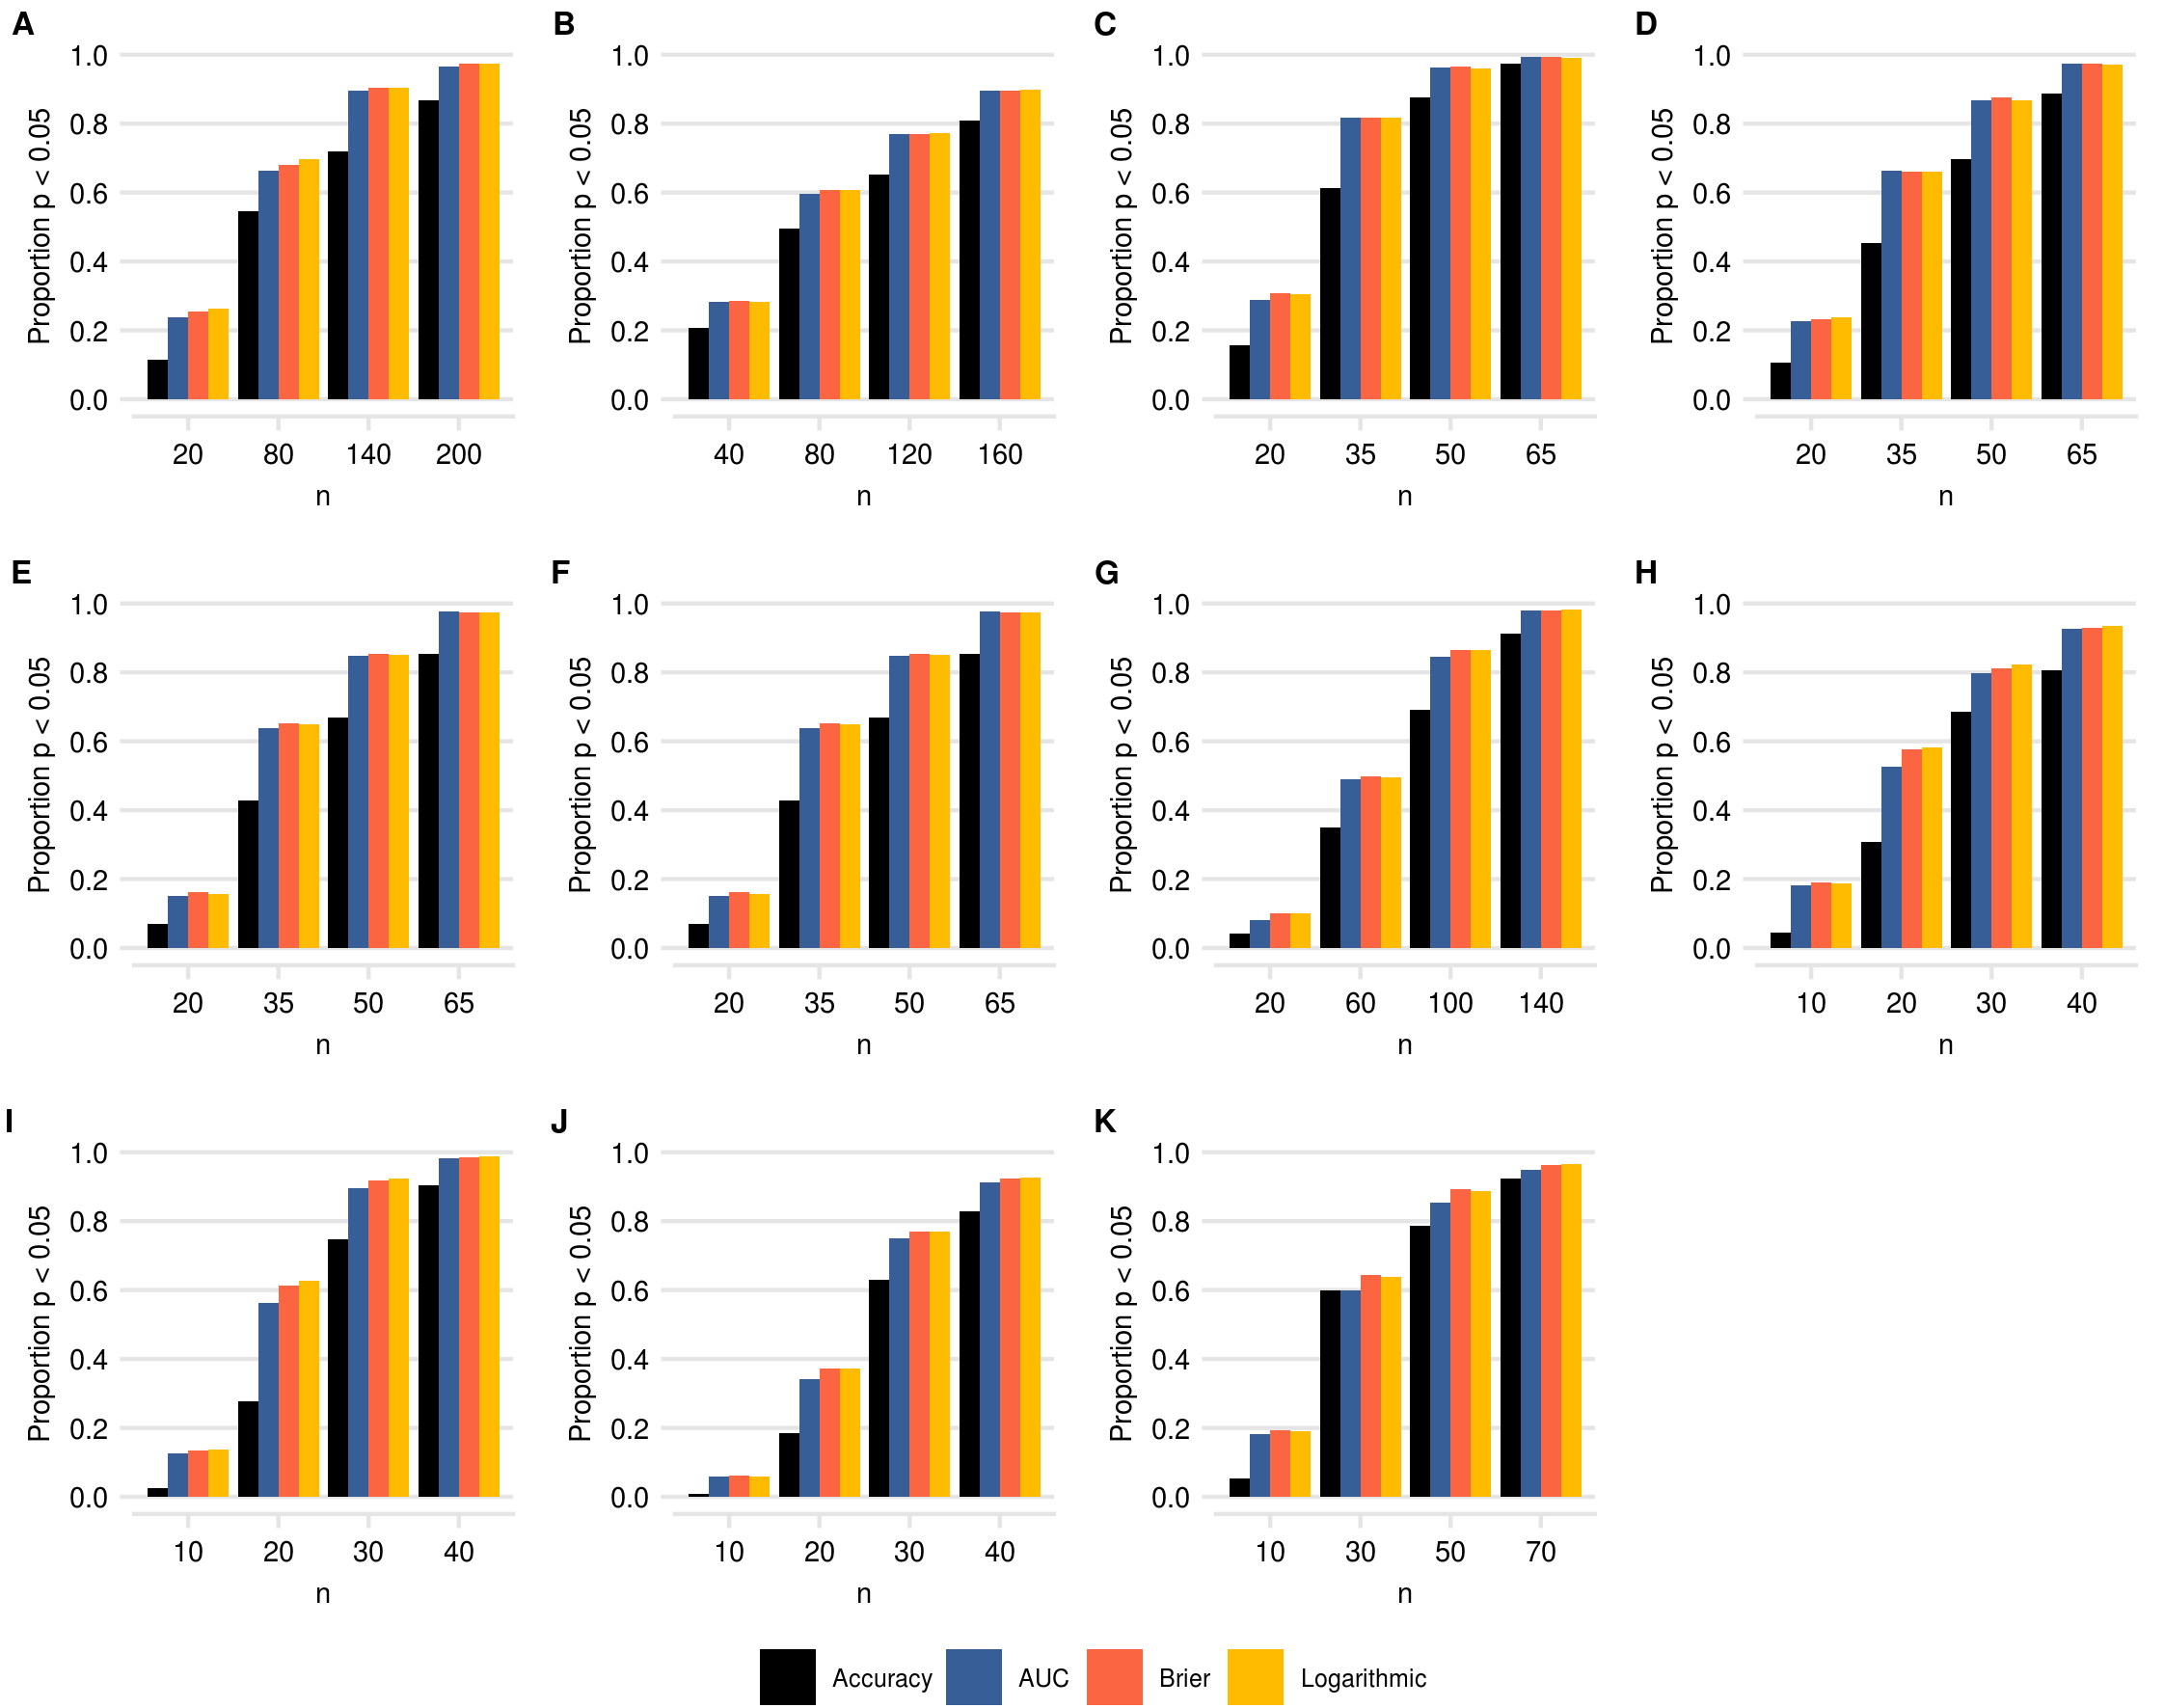 A
Proportion p < 0.05
1.0
0.8
0.6
0.4
0.2
0.0
20 80 140 200
n
B
Proportion p < 0.05
1.0
0.8
0.6
0.4
0.2
0.0
40 80 120 160
n
C
Proportion p < 0.05
1.0
0.8
0.6
0.4
0.2
0.0
20 35 50 65
n
D
Proportion p < 0.05
1.0
0.8
0.6
0.4
0.2
0.0
20 35 50 65
n
E
Proportion p < 0.05
1.0
0.8
0.6
0.4
0.2
0.0
20 35 50 65
n
F
Proportion p < 0.05
1.0
0.8
0.6
0.4
0.2
0.0
20 35 50 65
n
G
Proportion p < 0.05
1.0
0.8
0.6
0.4
0.2
0.0
20 60 100 140
n
H
Proportion p < 0.05
1.0
0.8
0.6
0.4
0.2
0.0
10 20 30 40
n
I
Proportion p < 0.05
1.0
0.8
0.6
0.4
0.2
0.0
10 20 30 40
n
J
Proportion p < 0.05
1.0
0.8
0.6
0.4
0.2
0.0
10 20 30 40
n
K
Proportion p < 0.05
1.0
0.8
0.6
0.4
0.2
0.0
10 30 50 70
n
Accuracy AUC Brier Logarithmic